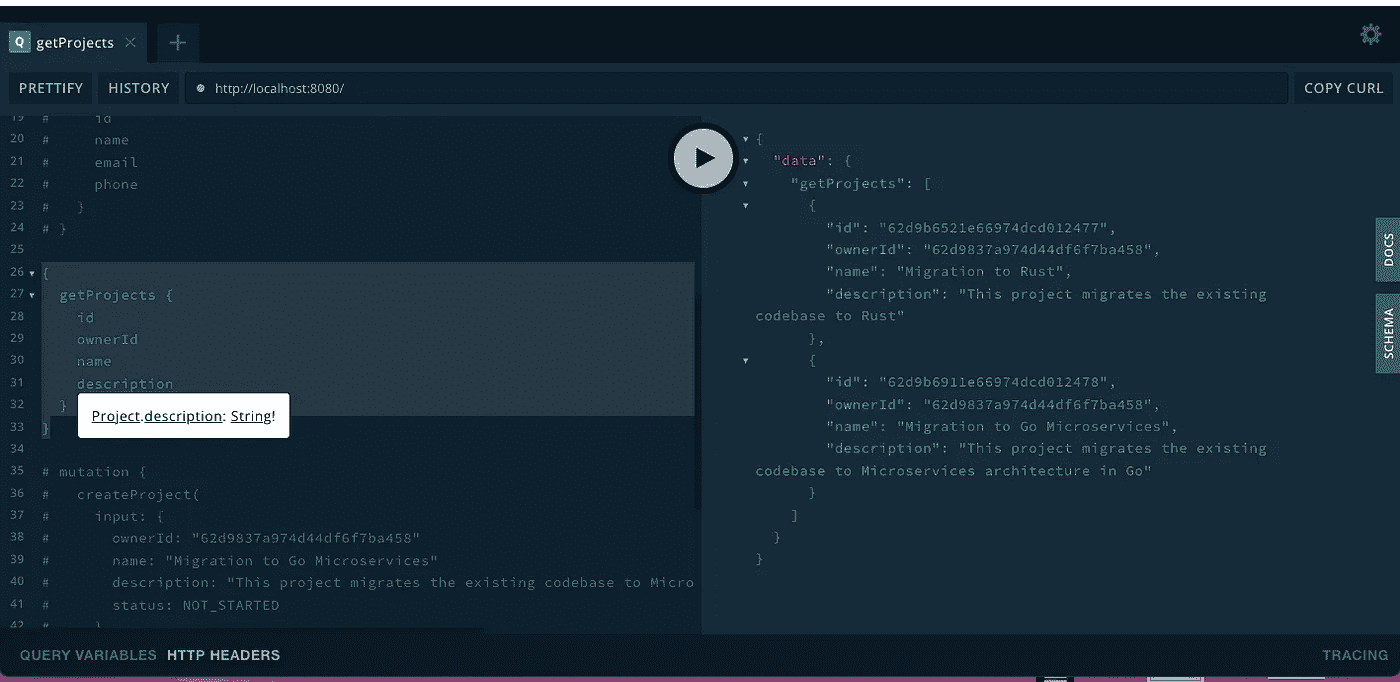 Q getProjects
PRETTIFY HISTORY http://localhost:8080/ COPY CURL
19 # id
20 # name
21 # email
22 # phone
23 # }
24 # }
25
26 {
27 getProjects {
28 id
29 ownerId
30 name
31 description
32 }
Project.description: String!
33 }
34
35 # mutation {
36 # createProject(
37 # input: {
38 # ownerId: "62d9837a974d44df6f7ba458"
39 # name: "Migration to Go Microservices"
40 # description: "This project migrates the existing codebase to Micro
41 # status: NOT_STARTED
42 # }
{
"data": {
"getProjects": [
{
"id": "62d9b6521e66974dcd012477",
"ownerId": "62d9837a974d44df6f7ba458",
"name": "Migration to Rust",
"description": "This project migrates the existing
codebase to Rust"
},
{
"id": "62d9b6911e66974dcd012478",
"ownerId": "62d9837a974d44df6f7ba458",
"name": "Migration to Go Microservices",
"description": "This project migrates the existing
codebase to Microservices architecture in Go"
}
]
}
}
DOCS
SCHEMA
QUERY VARIABLES HTTP HEADERS TRACING